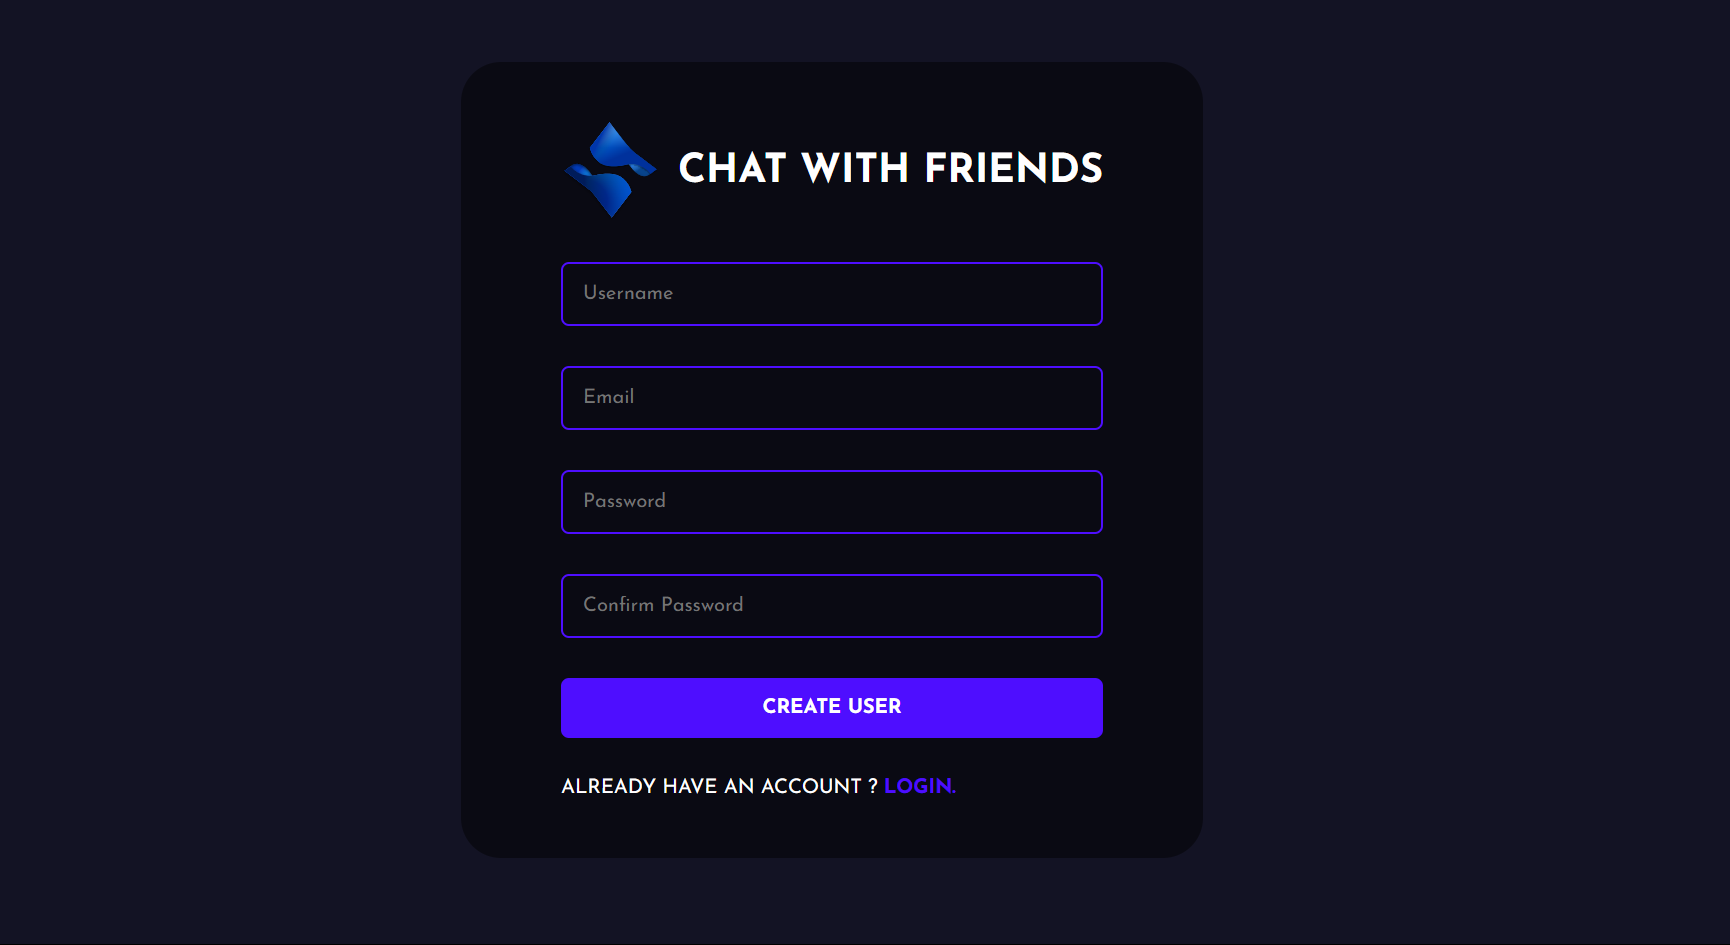 CHAT WITH FRIENDS
Username
Email
Password
Confirm Password
CREATE USER
ALREADY HAVE AN ACCOUNT ? LOGIN.